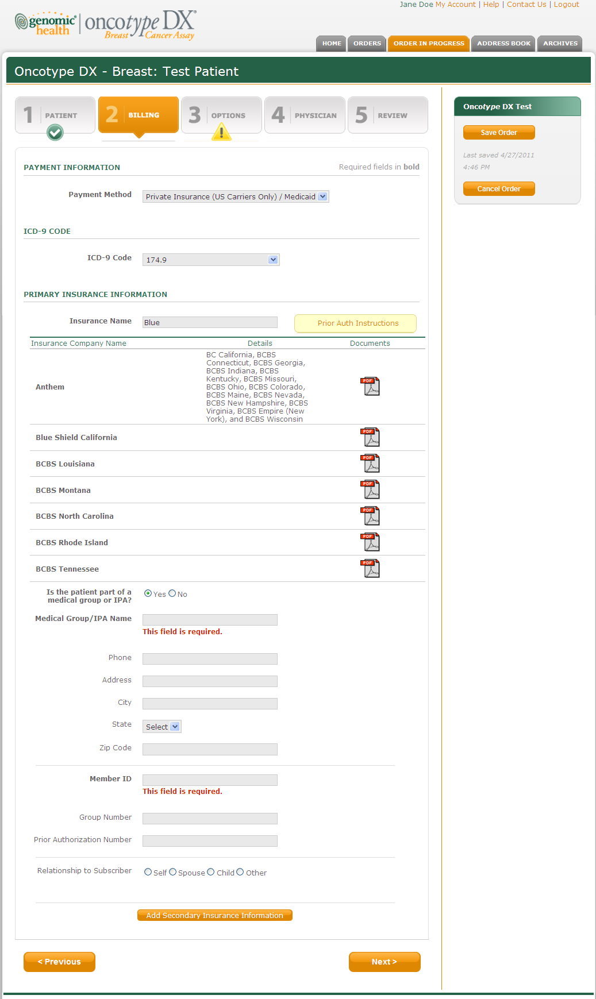 Jane Doe My Account | Help | Contact Us | Logout
genomic health | oncotype DX®
Breast Cancer Assay
HOME ORDERS ORDER IN PROGRESS ADDRESS BOOK ARCHIVES
Oncotype DX - Breast: Test Patient
1 PATIENT 2 BILLING 3 OPTIONS 4 PHYSICIAN 5 REVIEW
Oncotype DX Test
Save Order
Last saved 4/27/2011
4:46 PM
Cancel Order
PAYMENT INFORMATION Required fields in bold
Payment Method Private Insurance (US Carriers Only) / Medicaid
ICD-9 CODE
ICD-9 Code 174.9
PRIMARY INSURANCE INFORMATION
Insurance Name Blue Prior Auth Instructions
Insurance Company Name Details Documents
Anthem
BC California, BCBS
Connecticut, BCBS Georgia,
BCBS Indiana, BCBS
Kentucky, BCBS Missouri,
BCBS Ohio, BCBS Colorado,
BCBS Maine, BCBS Nevada,
BCBS New Hampshire, BCBS
Virginia, BCBS Empire (New
York), and BCBS Wisconsin
PDF
Blue Shield California PDF
BCBS Louisiana PDF
BCBS Montana PDF
BCBS North Carolina PDF
BCBS Rhode Island PDF
BCBS Tennessee PDF
Is the patient part of a
medical group or IPA?
Yes No
Medical Group/IPA Name
This field is required.
Phone
Address
City
State Select
Zip Code
Member ID
This field is required.
Group Number
Prior Authorization Number
Relationship to Subscriber Self Spouse Child Other
Add Secondary Insurance Information
< Previous Next >